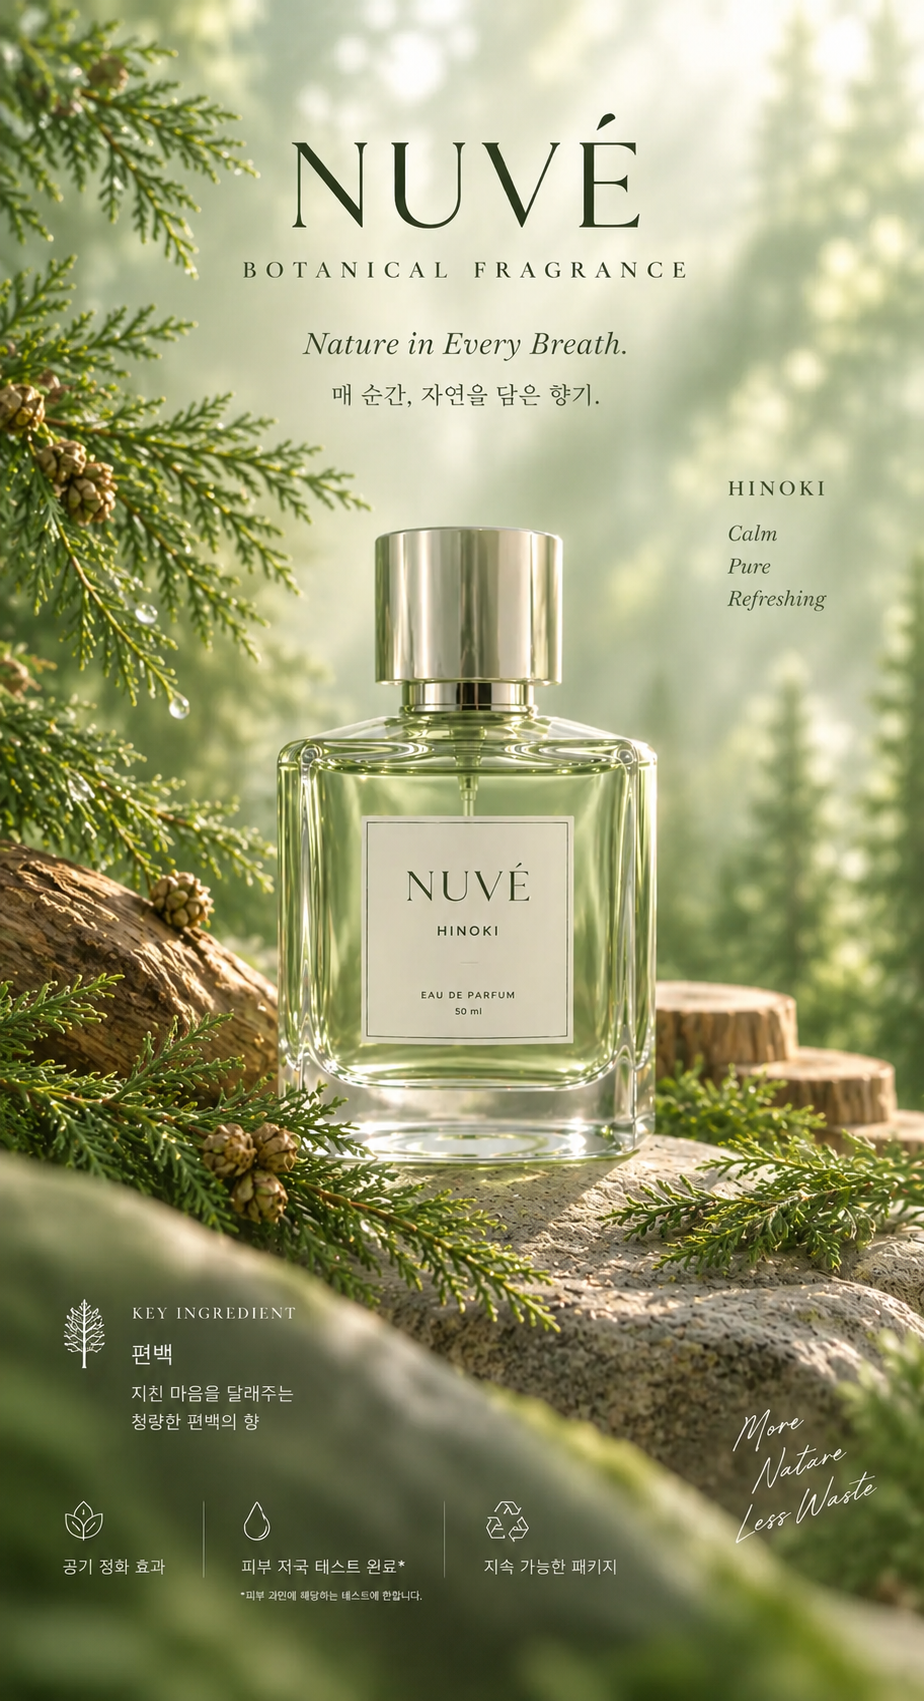 NUVÉ
BOTANICAL FRAGRANCE
Nature in Every Breath.
매 순간, 자연을 담은 향기.
HINOKI
Calm
Pure
Refreshing
NUVÉ
HINOKI
EAU DE PARFUM
50 ml
KEY INGREDIENT
편백
지친 마음을 달래주는
청량한 편백의 향
공기 정화 효과
피부 저국 테스트 완료*
지속 가능한 패키지
*피부 과민에 해당하는 테스트에 한합니다.
More
Natare
Less Waste